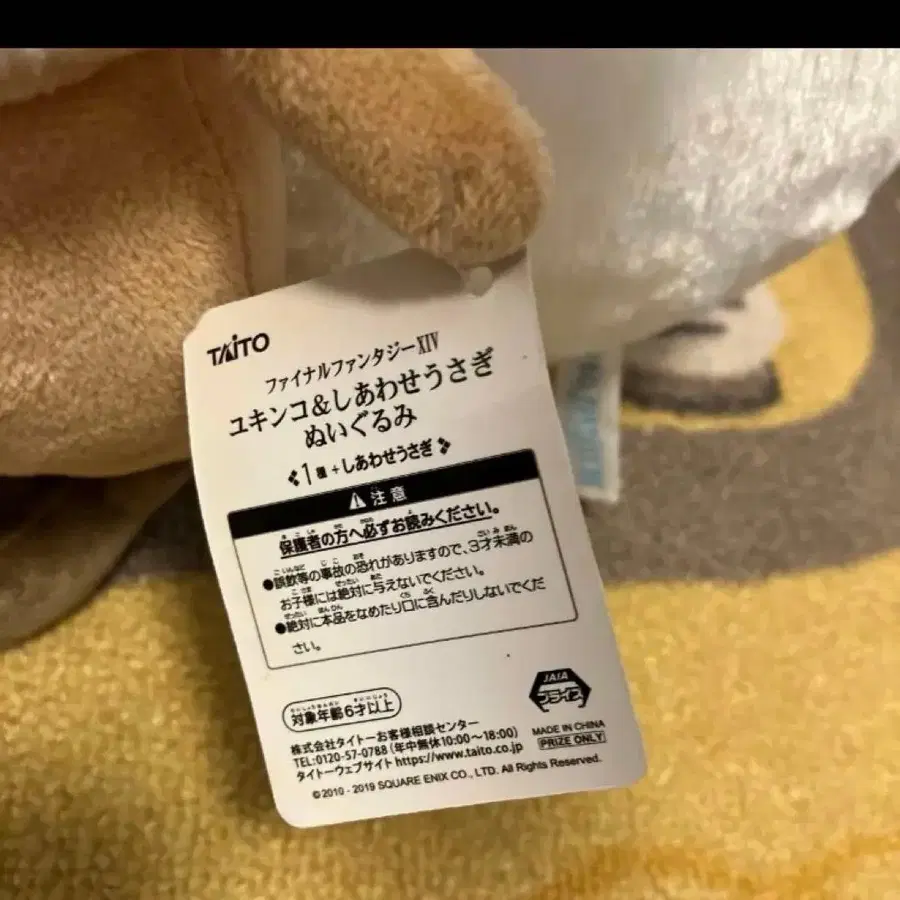 TAITO
ファイナルファンタジーXIV
ユキンコ&しあわせうさぎ
ぬいぐるみ
1種+しあわせうさぎ
注意
保護者の方へ必ずお読みください。
●誤飲等の事故の恐れがありますので、3才未満の
お子様には絶対に与えないでください。
●絶対に本品をなめたり口に含んだりしないでくだ
さい。
対象年齢6才以上
JAIA
プライズ
株式会社タイトーお客様相談センター
TEL:0120-57-0788(年中無休10:00~18:00)
タイトーウェブサイト https://www.taito.co.jp
MADE IN CHINA
PRIZE ONLY
©2010 - 2019 SQUARE ENIX CO., LTD. All Rights Reserved.